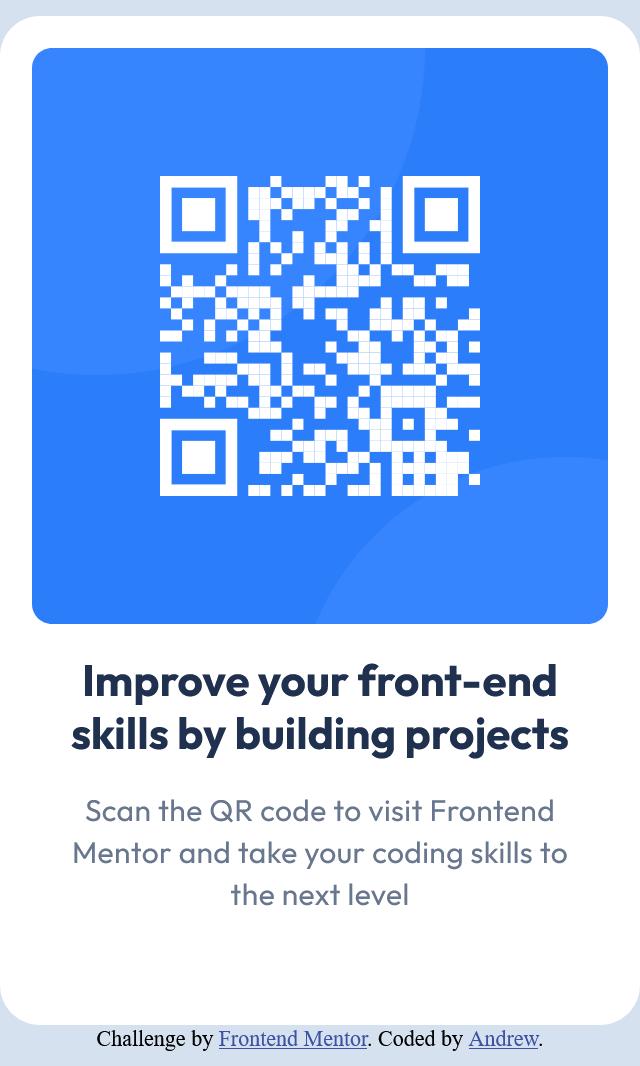 Improve your front-end
skills by building projects
Scan the QR code to visit Frontend
Mentor and take your coding skills to
the next level
Challenge by Frontend Mentor. Coded by Andrew.